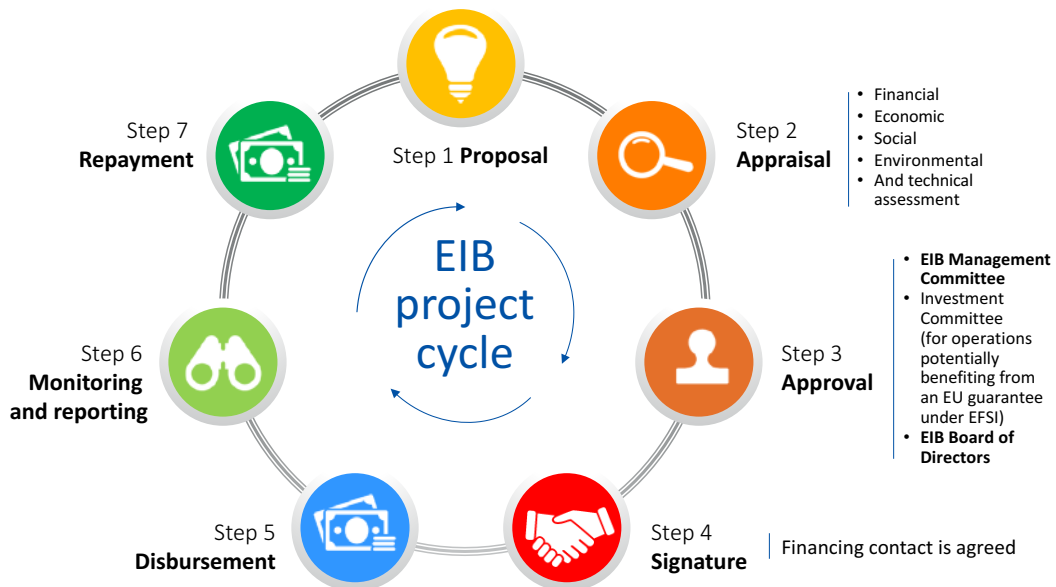 Step 1 Proposal
Step 2
Appraisal
• Financial
• Economic
• Social
• Environmental
• And technical
assessment
Step 3
Approval
• EIB Management
Committee
• Investment
Committee
(for operations
potentially
benefiting from
an EU guarantee
under EFSI)
• EIB Board of
Directors
Step 4
Signature
Financing contact is agreed
Step 5
Disbursement
Step 6
Monitoring
and reporting
Step 7
Repayment
EIB
project
cycle